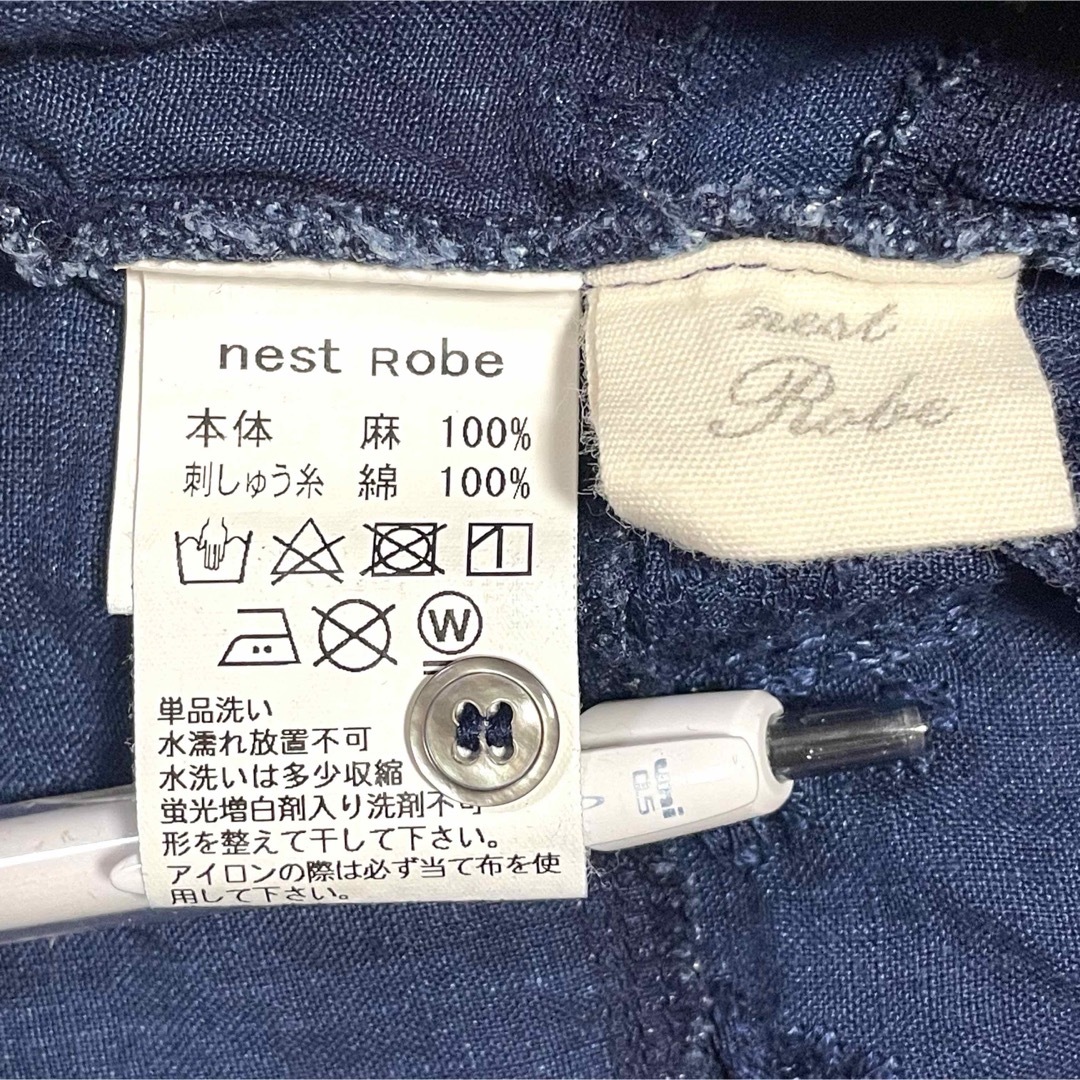 nest Robe
本体 麻 100%
刺しゅう糸 綿 100%
W
単品洗い
水濡れ放置不可
水洗いは多少収縮
蛍光増白剤入り洗剤不可
形を整えて干して下さい。
アイロンの際は必ず当て布を使
用して下さい。
nest
Robe
uni
0.5